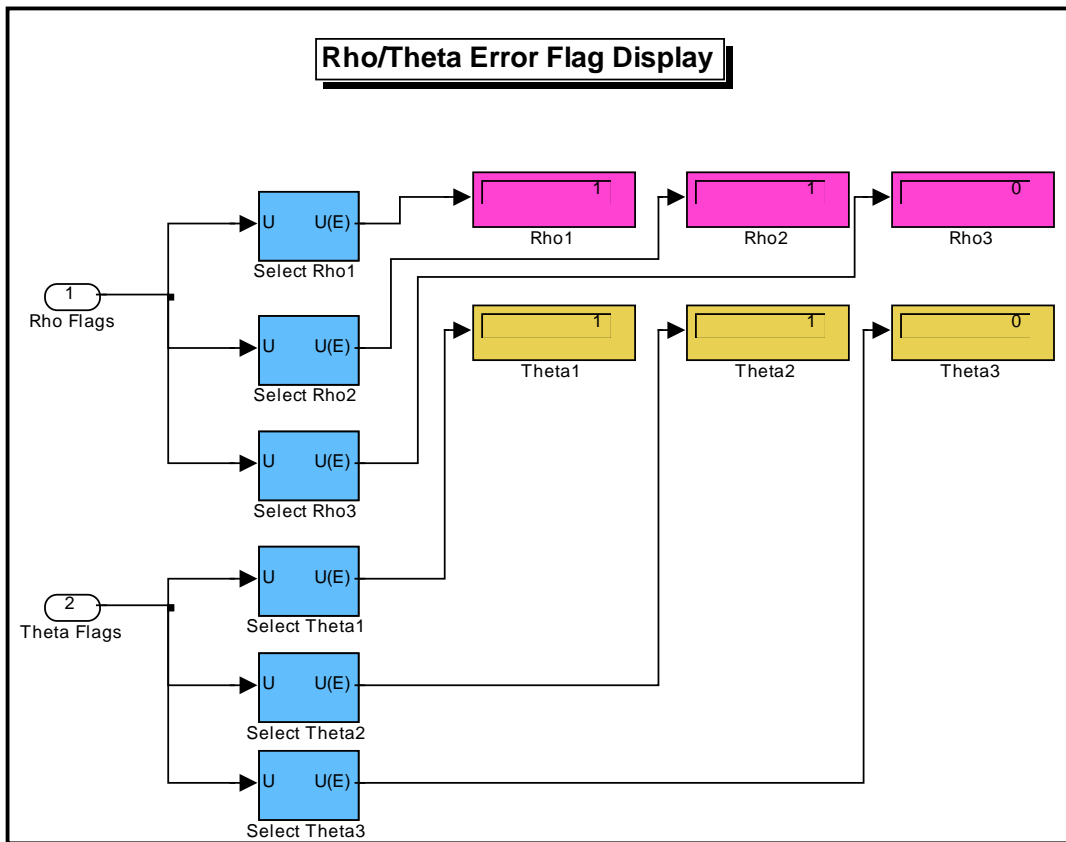 Rho/Theta Error Flag Display
1
Rho Flags
U U(E)
Select Rho1
U U(E)
Select Rho2
U U(E)
Select Rho3
1
Rho1
1
Rho2
0
Rho3
1
Theta1
1
Theta2
0
Theta3
2
Theta Flags
U U(E)
Select Theta1
U U(E)
Select Theta2
U U(E)
Select Theta3